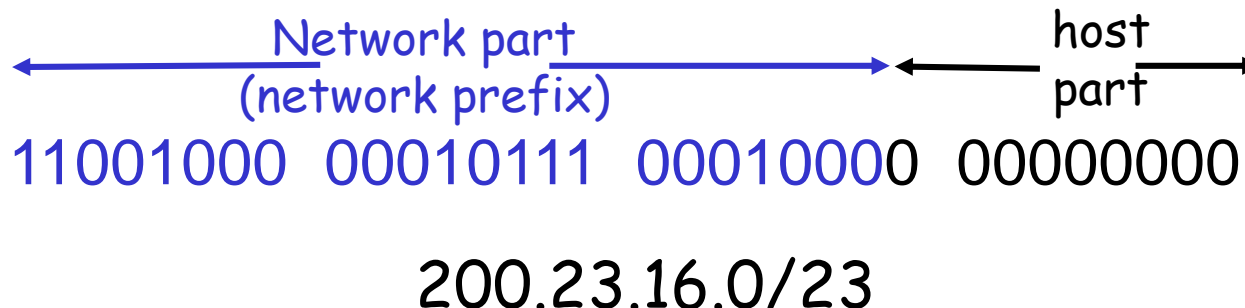 Network part
(network prefix)
host
part
11001000 00010111 00010000 00000000
200.23.16.0/23